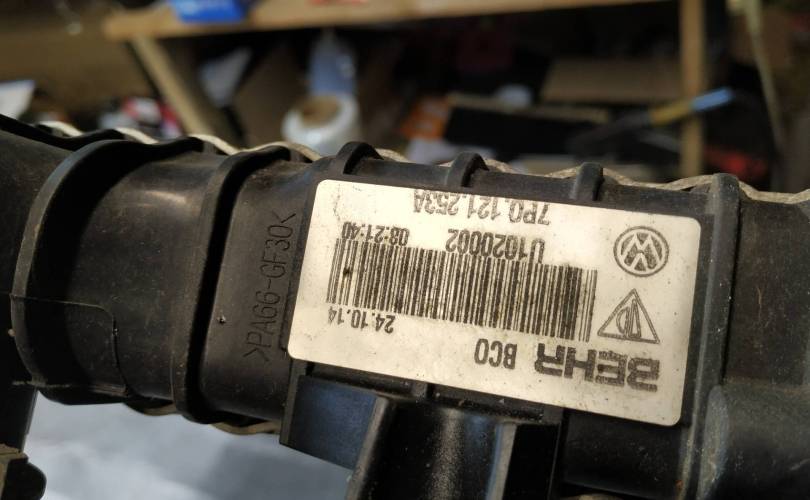 BEHR BCO
24.10.14
U1020002 08:21:40
7P0.121.253A
>PA66-GF30<